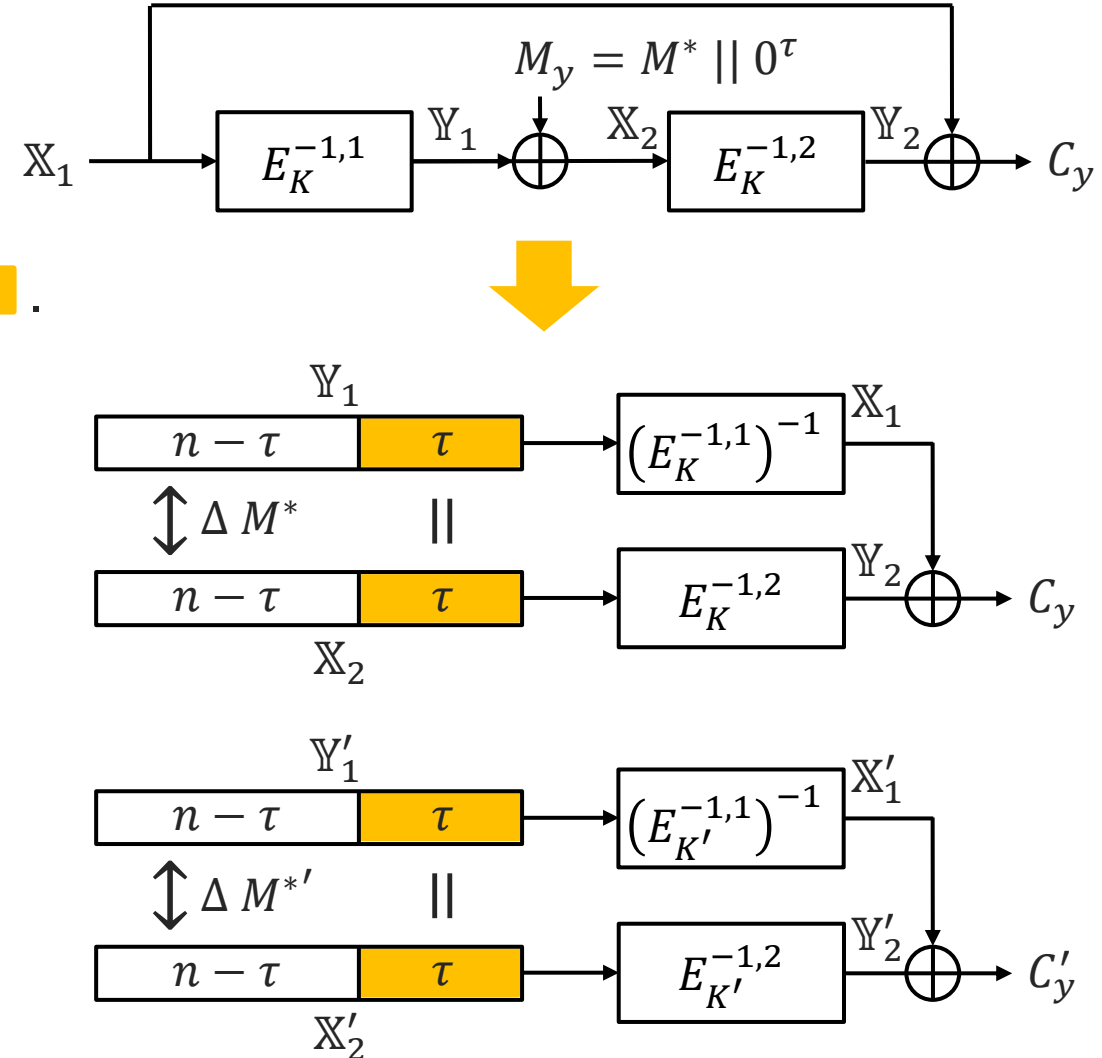 M_y = M^* || 0^τ
𝕏_1 E_K^{-1,1} 𝕐_1 𝕏_2 E_K^{-1,2} 𝕐_2 C_y
.
𝕐_1
n − τ τ (E_K^{-1,1})^{-1} 𝕏_1
Δ M^* ||
n − τ τ E_K^{-1,2} 𝕐_2 C_y
𝕏_2
𝕐′_1
n − τ τ (E_{K′}^{-1,1})^{-1} 𝕏′_1
Δ M^{*′} ||
n − τ τ E_{K′}^{-1,2} 𝕐′_2 C′_y
𝕏′_2